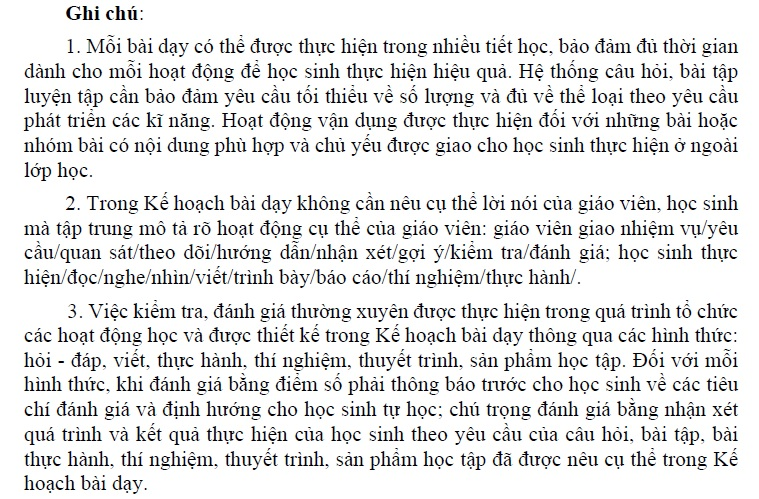 Ghi chú:
1. Mỗi bài dạy có thể được thực hiện trong nhiều tiết học, bảo đảm đủ thời gian
dành cho mỗi hoạt động để học sinh thực hiện hiệu quả. Hệ thống câu hỏi, bài tập
luyện tập cần bảo đảm yêu cầu tối thiểu về số lượng và đủ về thể loại theo yêu cầu
phát triển các kĩ năng. Hoạt động vận dụng được thực hiện đối với những bài hoặc
nhóm bài có nội dung phù hợp và chủ yếu được giao cho học sinh thực hiện ở ngoài
lớp học.
2. Trong Kế hoạch bài dạy không cần nêu cụ thể lời nói của giáo viên, học sinh
mà tập trung mô tả rõ hoạt động cụ thể của giáo viên: giáo viên giao nhiệm vụ/yêu
cầu/quan sát/theo dõi/hướng dẫn/nhận xét/gợi ý/kiểm tra/đánh giá; học sinh thực
hiện/đọc/nghe/nhìn/viết/trình bày/báo cáo/thí nghiệm/thực hành/.
3. Việc kiểm tra, đánh giá thường xuyên được thực hiện trong quá trình tổ chức
các hoạt động học và được thiết kế trong Kế hoạch bài dạy thông qua các hình thức:
hỏi - đáp, viết, thực hành, thí nghiệm, thuyết trình, sản phẩm học tập. Đối với mỗi
hình thức, khi đánh giá bằng điểm số phải thông báo trước cho học sinh về các tiêu
chí đánh giá và định hướng cho học sinh tự học; chú trọng đánh giá bằng nhận xét
quá trình và kết quả thực hiện của học sinh theo yêu cầu của câu hỏi, bài tập, bài
thực hành, thí nghiệm, thuyết trình, sản phẩm học tập đã được nêu cụ thể trong Kế
hoạch bài dạy.